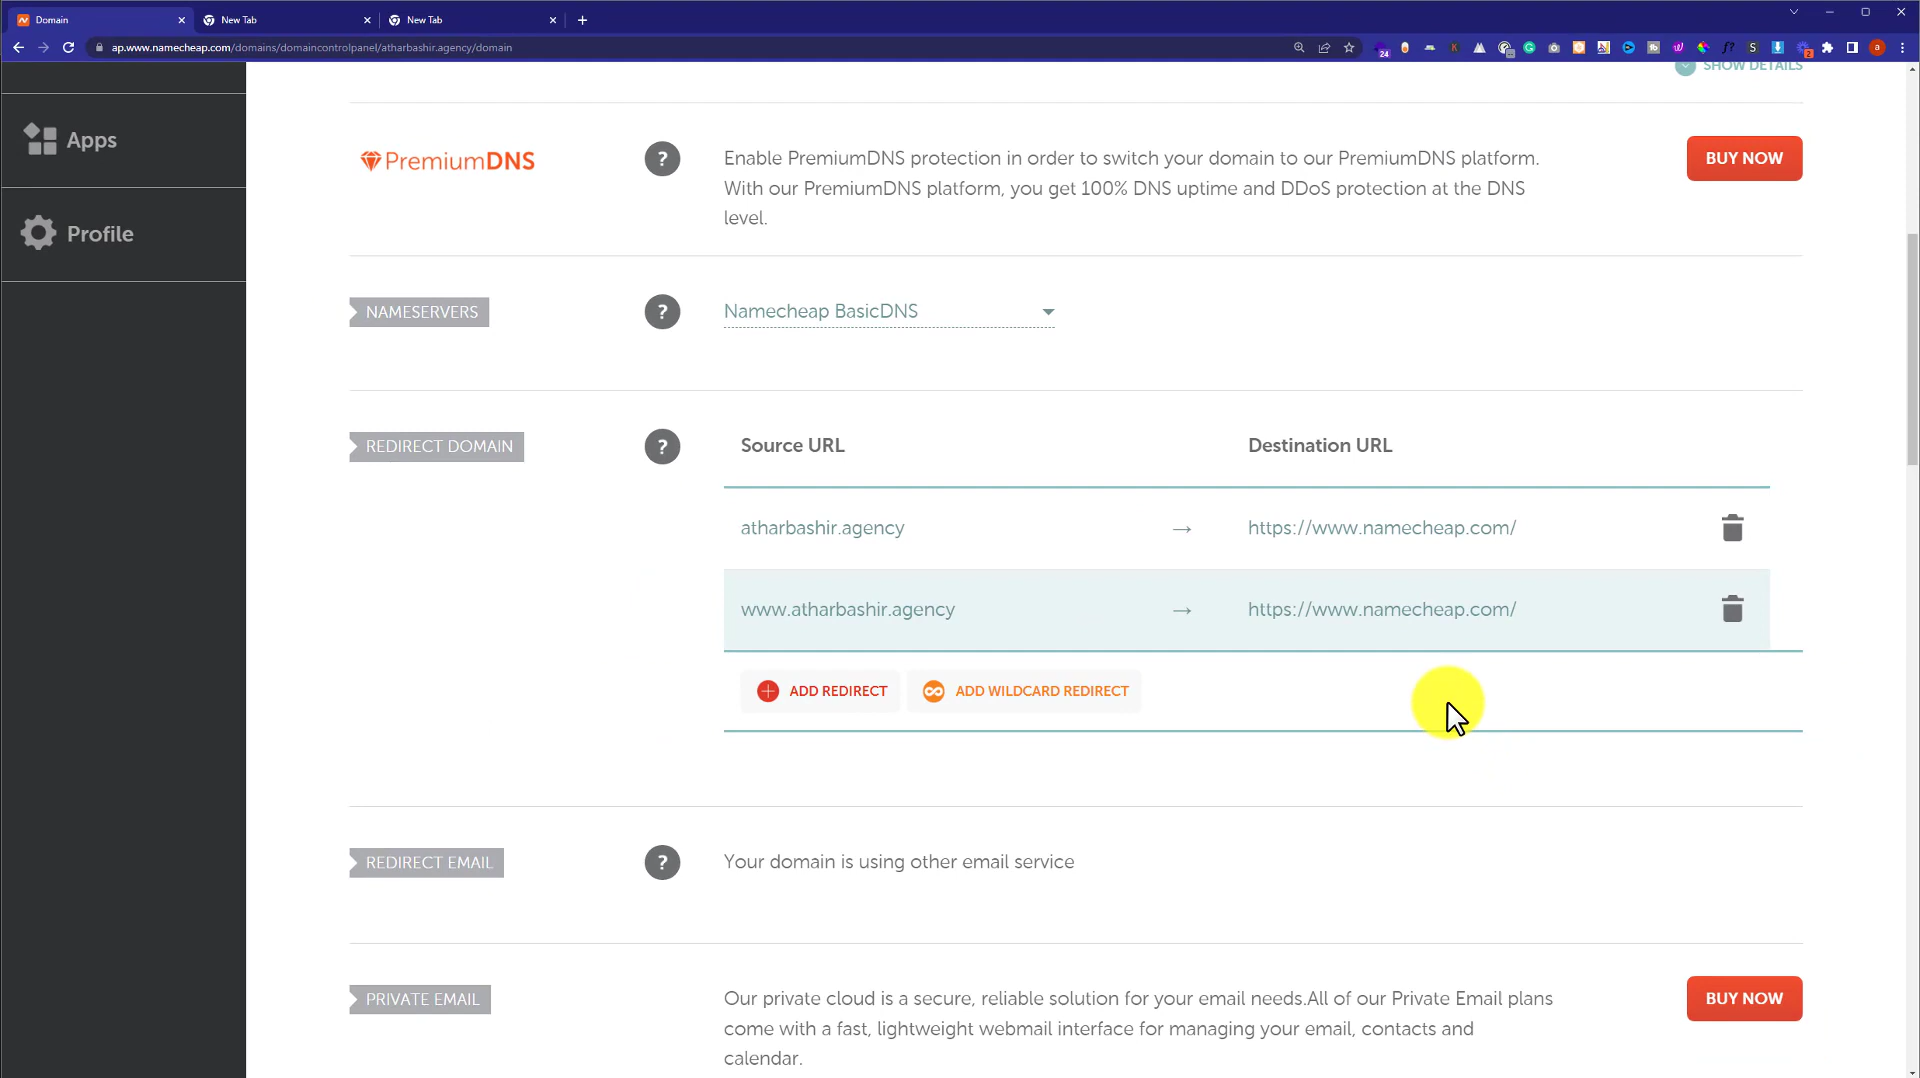 Domain
New Tab
New Tab
ap.www.namecheap.com/domains/domaincontrolpanel/atharbashir.agency/domain
24
2
SHOW DETAILS
Apps
Profile
PremiumDNS
?
Enable PremiumDNS protection in order to switch your domain to our PremiumDNS platform.
With our PremiumDNS platform, you get 100% DNS uptime and DDoS protection at the DNS
level.
BUY NOW
NAMESERVERS
?
Namecheap BasicDNS
REDIRECT DOMAIN
?
Source URL
Destination URL
atharbashir.agency
→
https://www.namecheap.com/
www.atharbashir.agency
→
https://www.namecheap.com/
ADD REDIRECT
ADD WILDCARD REDIRECT
REDIRECT EMAIL
?
Your domain is using other email service
PRIVATE EMAIL
Our private cloud is a secure, reliable solution for your email needs.All of our Private Email plans
come with a fast, lightweight webmail interface for managing your email, contacts and
calendar.
BUY NOW